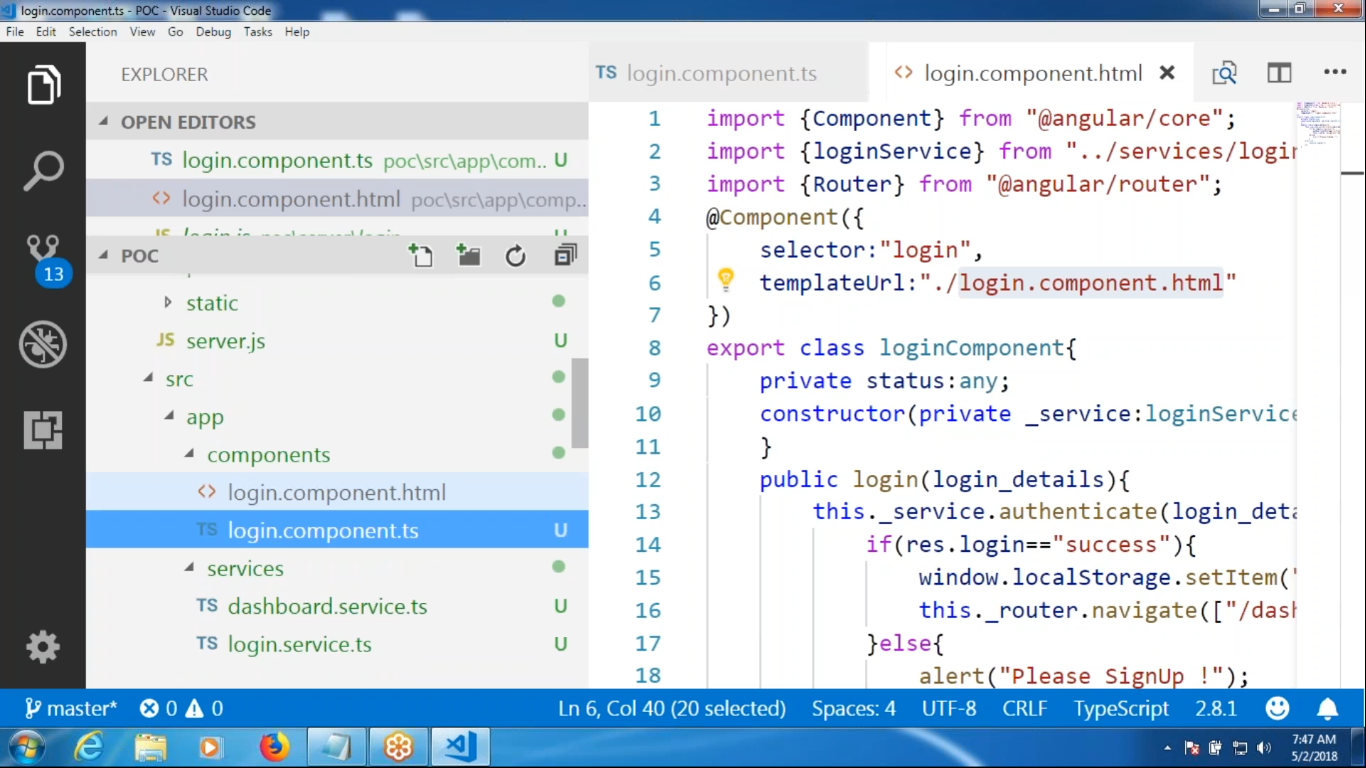 login.component.ts - POC - Visual Studio Code
File Edit Selection View Go Debug Tasks Help
EXPLORER
OPEN EDITORS
TS login.component.ts poc\src\app\com.. U
<> login.component.html poc\src\app\comp...
JS login.js poc\server\login U
POC
static
JS server.js U
src
app
components
<> login.component.html
TS login.component.ts U
services
TS dashboard.service.ts U
TS login.service.ts U
13
TS login.component.ts
<> login.component.html
1 import {Component} from "@angular/core";
2 import {loginService} from "../services/login
3 import {Router} from "@angular/router";
4 @Component({
5 selector:"login",
6 templateUrl:"./login.component.html"
7 })
8 export class loginComponent{
9 private status:any;
10 constructor(private _service:loginService
11 }
12 public login(login_details){
13 this._service.authenticate(login_deta
14 if(res.login=="success"){
15 window.localStorage.setItem("
16 this._router.navigate(["/dash
17 }else{
18 alert("Please SignUp !");
master* 0 0 Ln 6, Col 40 (20 selected) Spaces: 4 UTF-8 CRLF TypeScript 2.8.1
7:47 AM
5/2/2018